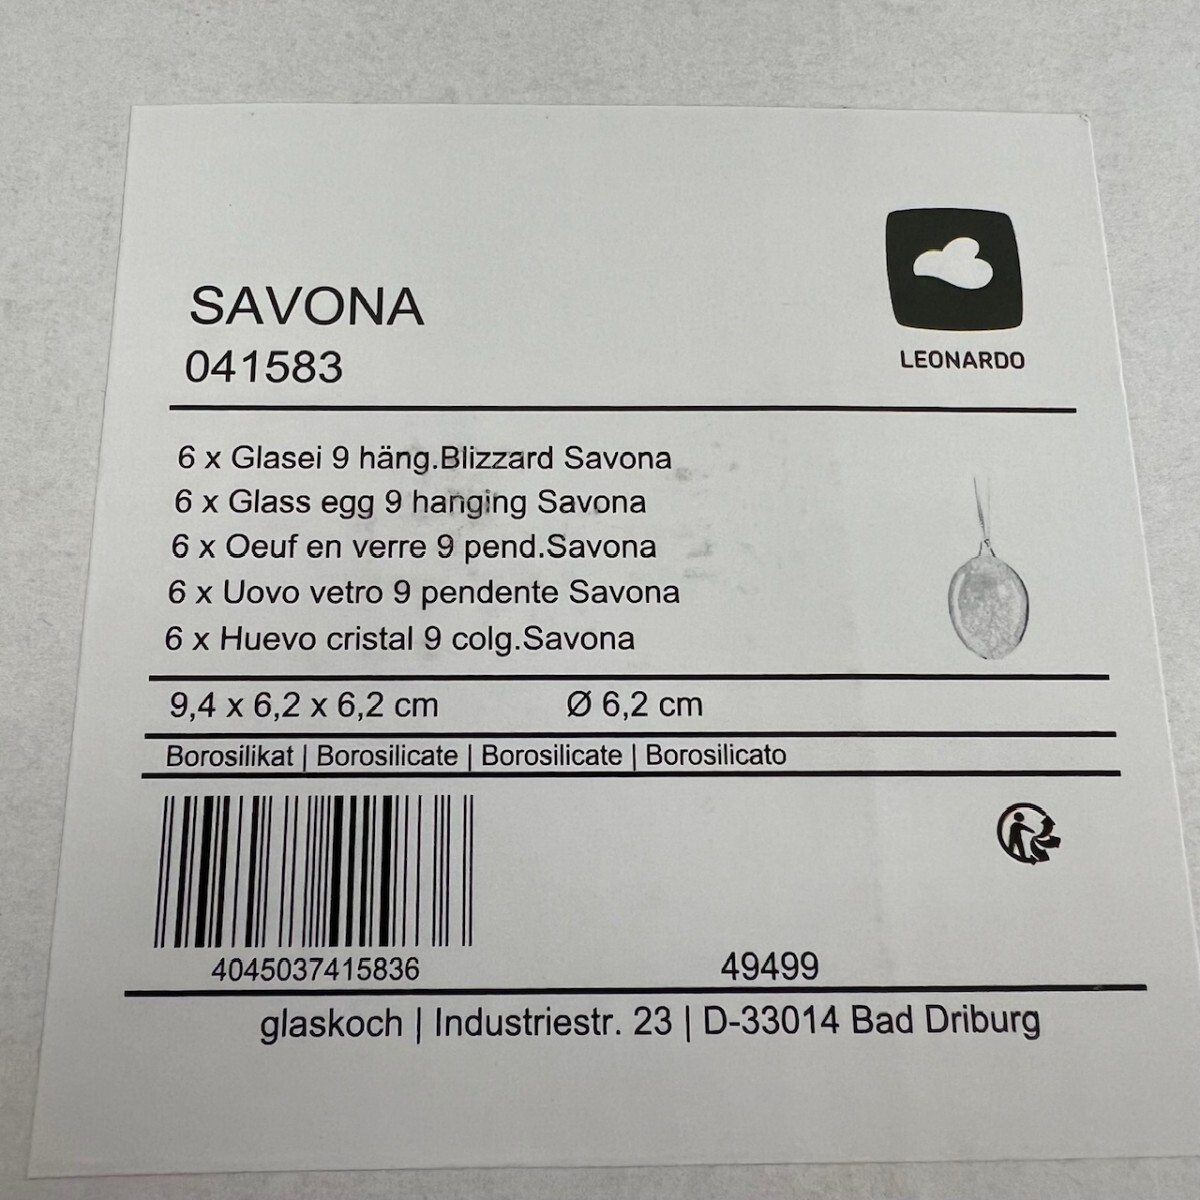 SAVONA
041583
LEONARDO
6 x Glasei 9 häng.Blizzard Savona
6 x Glass egg 9 hanging Savona
6 x Oeuf en verre 9 pend.Savona
6 x Uovo vetro 9 pendente Savona
6 x Huevo cristal 9 colg.Savona
9,4 x 6,2 x 6,2 cm Ø 6,2 cm
Borosilikat | Borosilicate | Borosilicate | Borosilicato
4045037415836 49499
glaskoch | Industriestr. 23 | D-33014 Bad Driburg